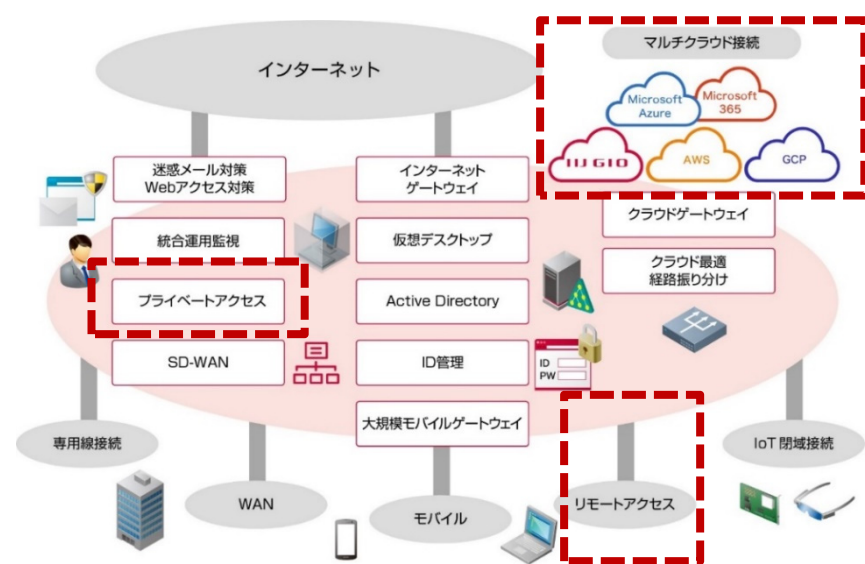 インターネット
マルチクラウド接続
Microsoft
Azure
Microsoft
365
IIJ GIO
AWS
GCP
迷惑メール対策
Webアクセス対策
インターネット
ゲートウェイ
クラウドゲートウェイ
統合運用監視
仮想デスクトップ
クラウド最適
経路振り分け
プライベートアクセス
Active Directory
SD-WAN
ID管理
ID
PW
大規模モバイルゲートウェイ
専用線接続
WAN
モバイル
リモートアクセス
IoT 閉域接続